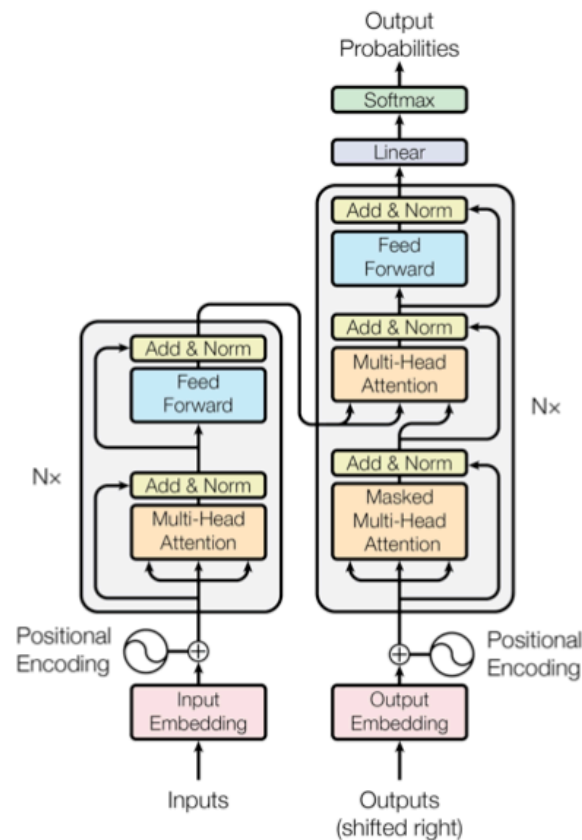 Output
Probabilities
Softmax
Linear
Add & Norm
Feed
Forward
Add & Norm
Multi-Head
Attention
Add & Norm
Masked
Multi-Head
Attention
N×
Add & Norm
Feed
Forward
Add & Norm
Multi-Head
Attention
N×
Positional
Encoding
Positional
Encoding
Input
Embedding
Output
Embedding
Inputs
Outputs
(shifted right)